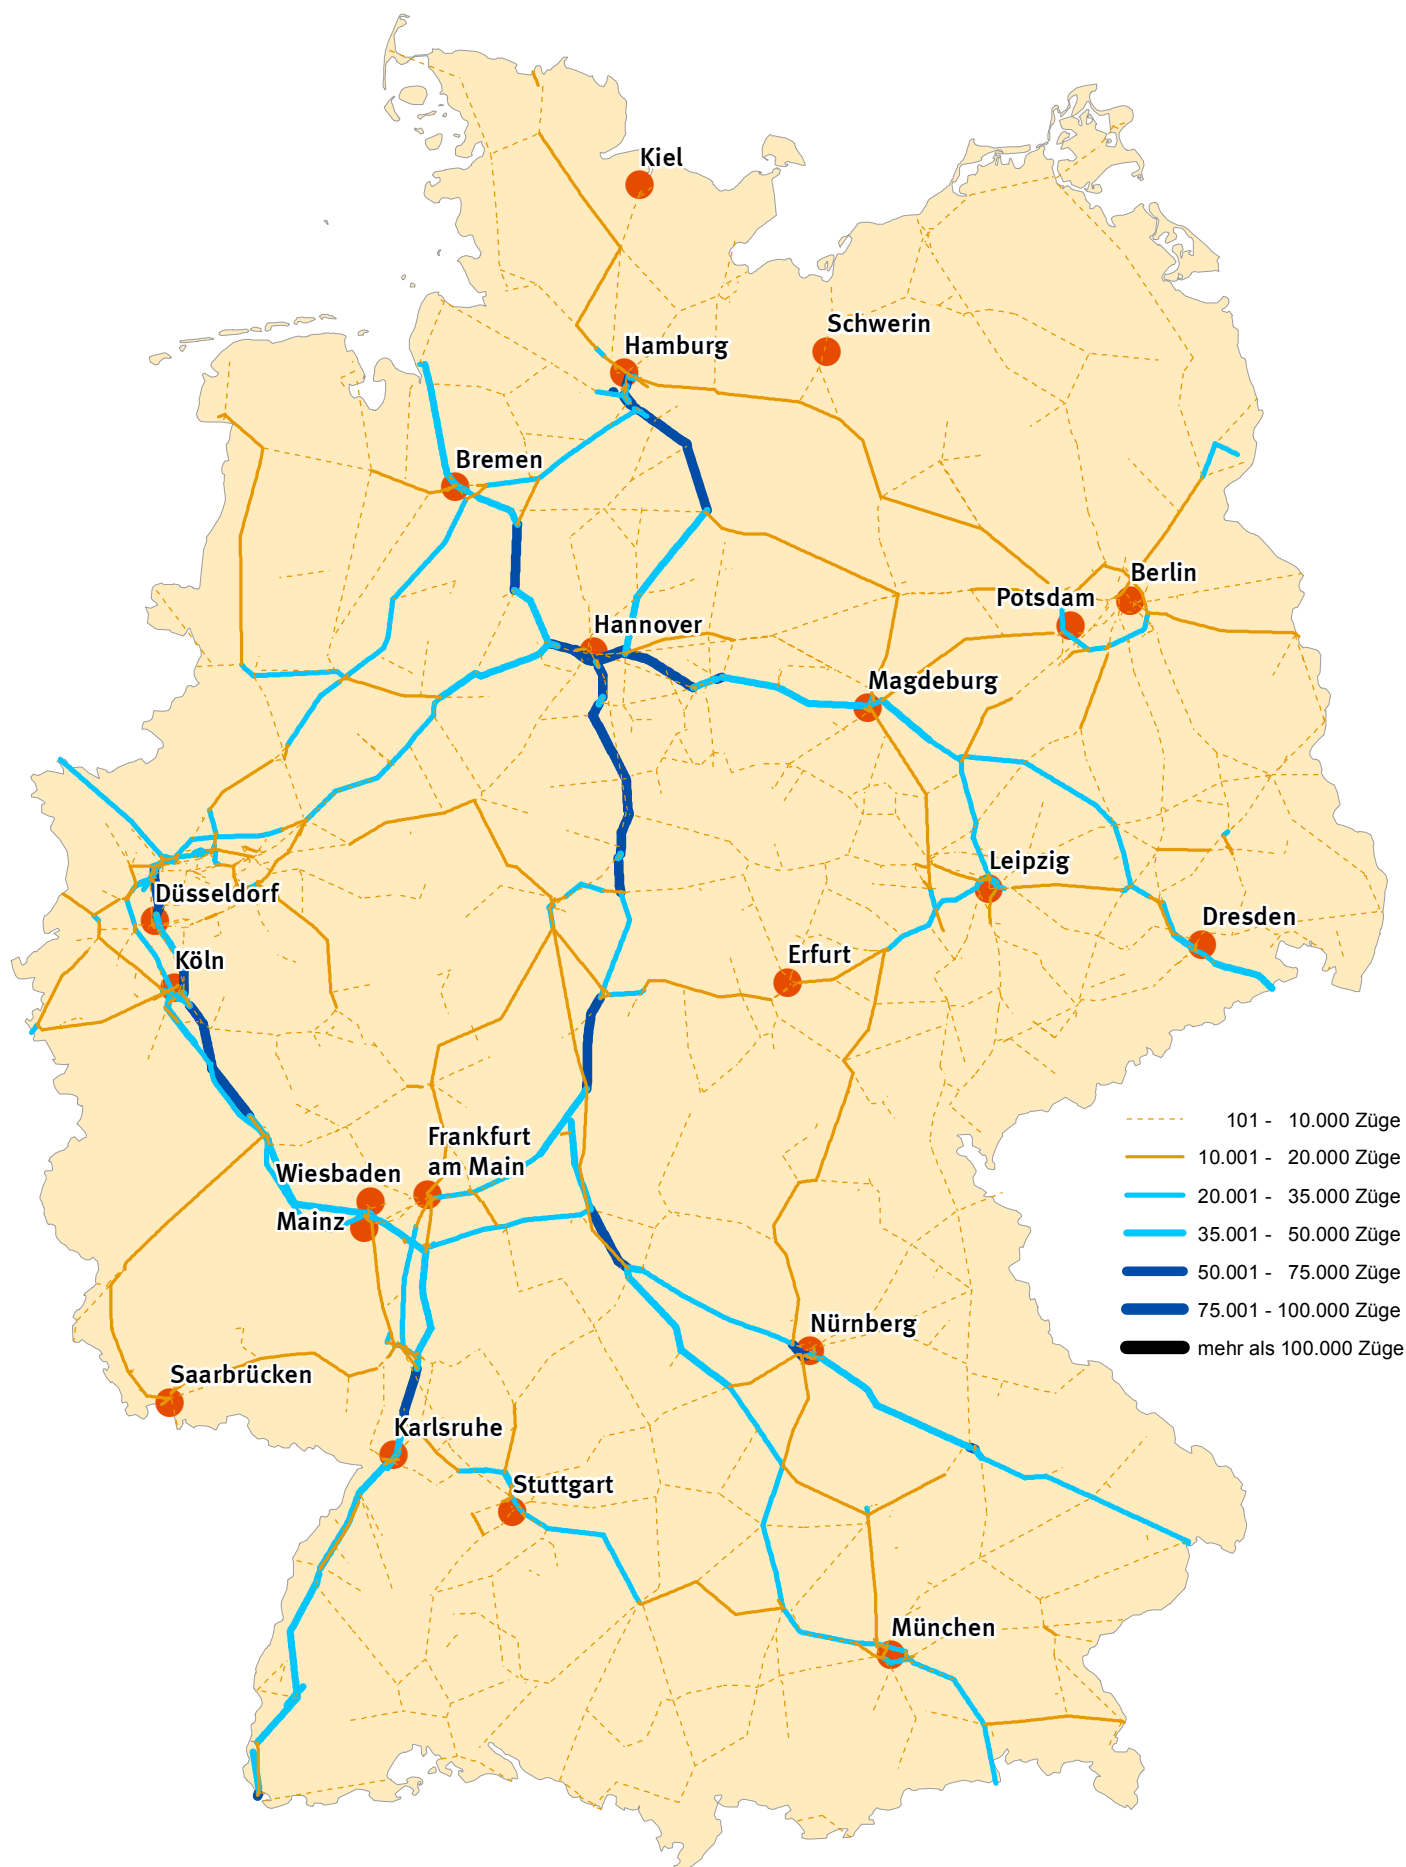 Kiel
Schwerin
Hamburg
Bremen
Berlin
Potsdam
Hannover
Magdeburg
Leipzig
Düsseldorf
Dresden
Köln
Erfurt
101 - 10.000 Züge
10.001 - 20.000 Züge
20.001 - 35.000 Züge
35.001 - 50.000 Züge
50.001 - 75.000 Züge
75.001 - 100.000 Züge
mehr als 100.000 Züge
Frankfurt
am Main
Wiesbaden
Mainz
Nürnberg
Saarbrücken
Karlsruhe
Stuttgart
München